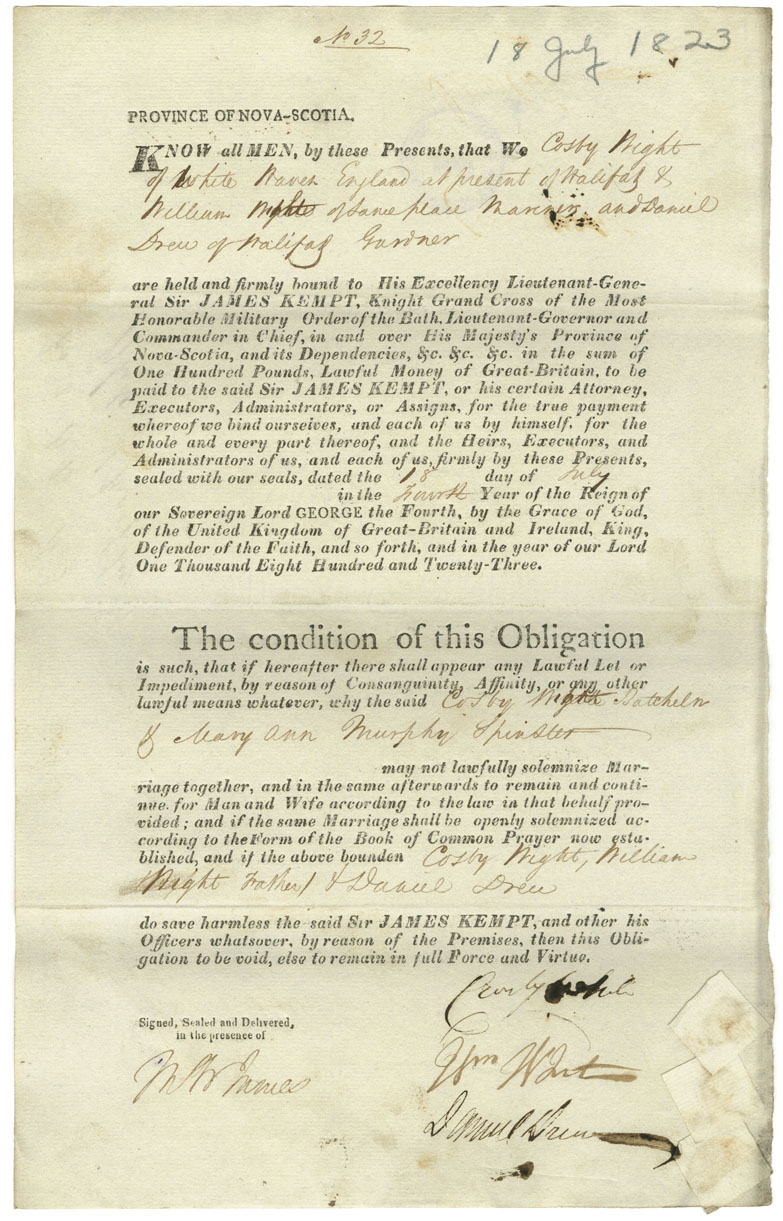 No 32
18 July 1823
PROVINCE OF NOVA-SCOTIA.
KNOW all MEN, by these Presents, that We Cosby Wight
of White Haven England at present of Halifax &
William Wight of Same place Mariners and Daniel
Drew of Halifax Gardner
are held and firmly bound to His Excellency Lieutenant-Gene-
ral Sir JAMES KEMPT, Knight Grand Cross of the Most
Honorable Military Order of the Bath, Lieutenant-Governor and
Commander in Chief, in and over His Majesty's Province of
Nova-Scotia, and its Dependencies, &c. &c. &c. in the sum of
One Hundred Pounds, Lawful Money of Great-Britain, to be
paid to the said Sir JAMES KEMPT, or his certain Attorney,
Executors, Administrators, or Assigns, for the true payment
whereof we bind ourselves, and each of us by himself, for the
whole and every part thereof, and the Heirs, Executors, and
Administrators of us, and each of us, firmly by these Presents,
sealed with our seals, dated the 18 day of July
in the Fourth Year of the Reign of
our Sovereign Lord GEORGE the Fourth, by the Grace of God,
of the United Kingdom of Great-Britain and Ireland, King,
Defender of the Faith, and so forth, and in the year of our Lord
One Thousand Eight Hundred and Twenty-Three.
The condition of this Obligation
is such, that if hereafter there shall appear any Lawful Let or
Impediment, by reason of Consanguinity, Affinity, or any other
lawful means whatever, why the said Cosby Wight Batcheler
& Mary Ann Murphy Spinster
may not lawfully solemnize Mar-
riage together, and in the same afterwards to remain and conti-
nue for Man and Wife according to the law in that behalf pro-
vided; and if the same Marriage shall be openly solemnized ac-
cording to the Form of the Book of Common Prayer now esta-
blished, and if the above bounden Cosby Wight, William
Wight Father / & Daniel Drew
do save harmless the said Sir JAMES KEMPT, and other his
Officers whatsover, by reason of the Premises, then this Obli-
gation to be void, else to remain in full Force and Virtue.
Signed, Sealed and Delivered,
in the presence of
Wm
Daniel Drew